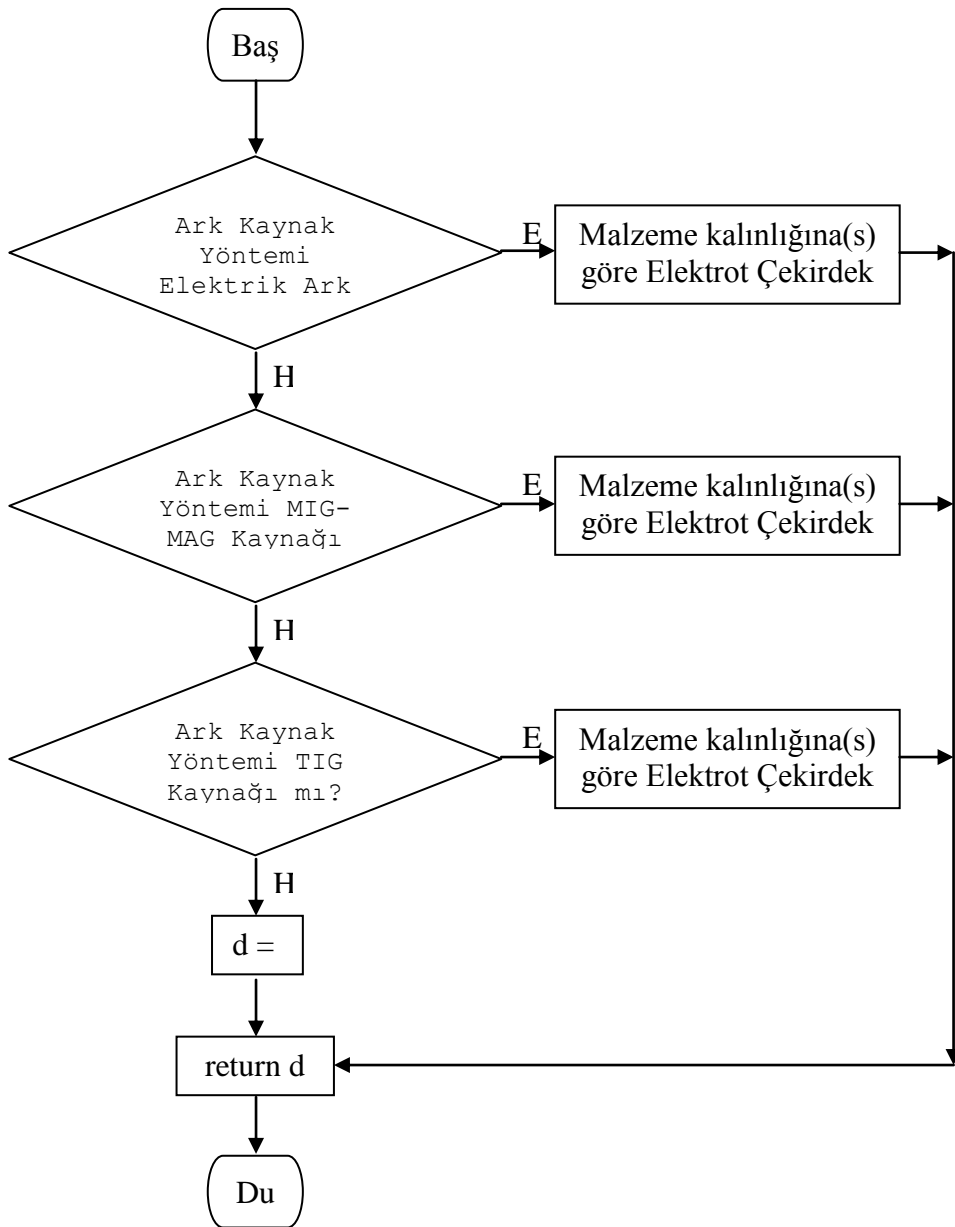 Baş
Ark Kaynak
Yöntemi
Elektrik Ark
E
Malzeme kalınlığına(s)
göre Elektrot Çekirdek
H
Ark Kaynak
Yöntemi MIG-
MAG Kaynağı
E
Malzeme kalınlığına(s)
göre Elektrot Çekirdek
H
Ark Kaynak
Yöntemi TIG
Kaynağı mı?
E
Malzeme kalınlığına(s)
göre Elektrot Çekirdek
H
d =
return d
Du